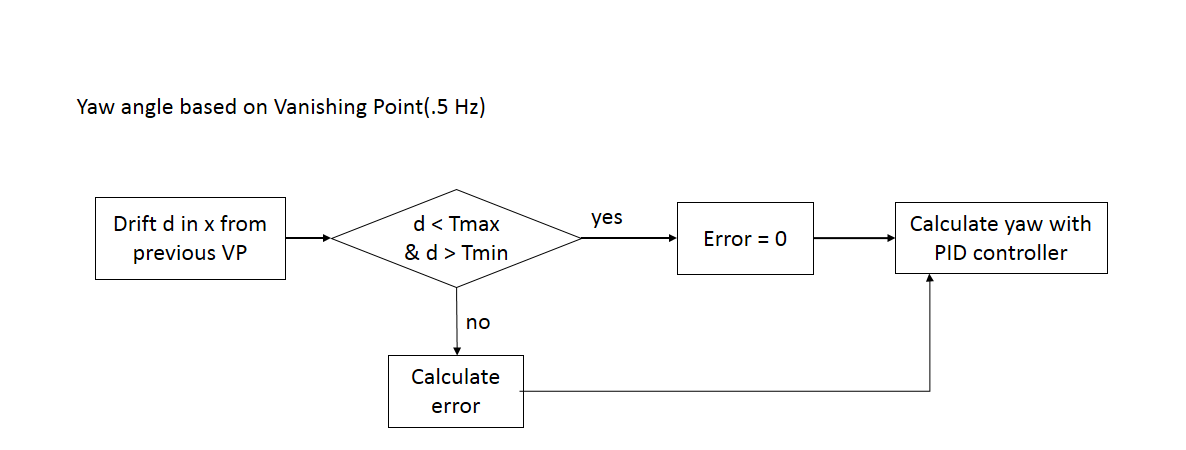 Yaw angle based on Vanishing Point(.5 Hz)
Drift d in x from
previous VP
d < Tmax
& d > Tmin
yes
Error = 0
Calculate yaw with
PID controller
no
Calculate
error